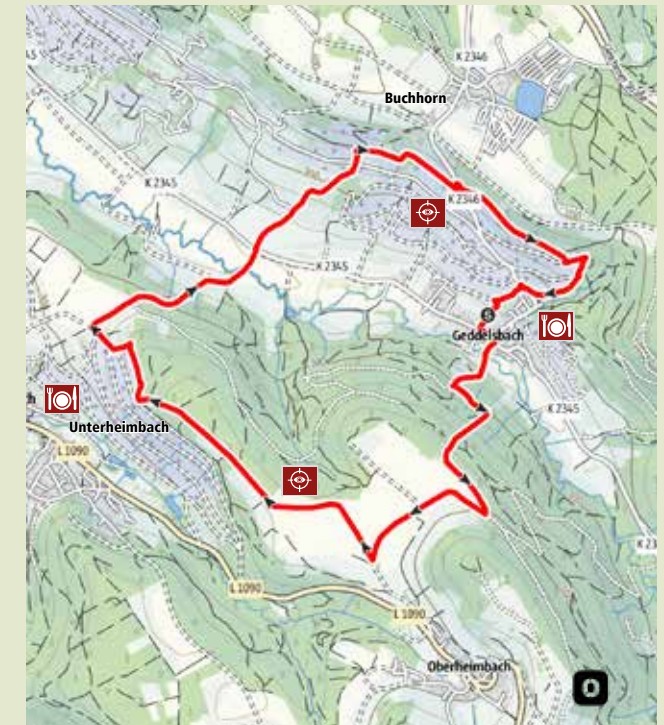 K 2346
Buchhorn
K 2345
K 2346
K 2345
S
Geddelsbach
K 2345
Unterheimbach
L 1090
L 1090
L 1090
Oberheimbach